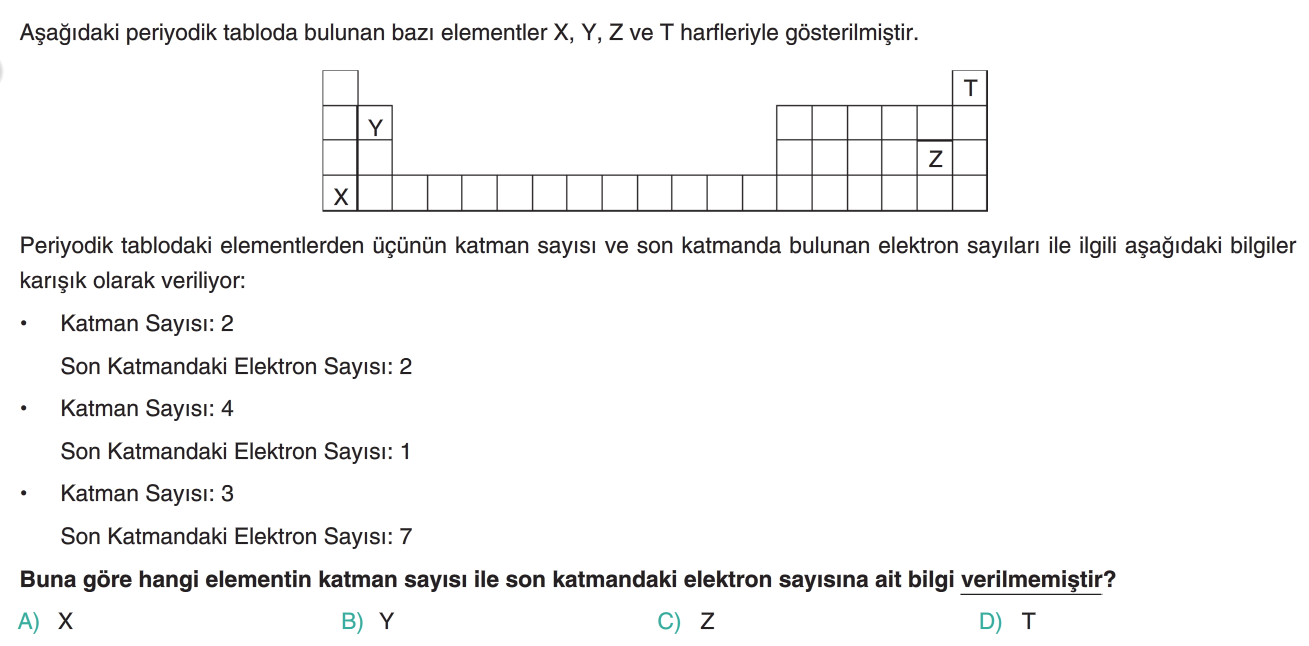 Aşağıdaki periyodik tabloda bulunan bazı elementler X, Y, Z ve T harfleriyle gösterilmiştir.
T
Y
Z
X
Periyodik tablodaki elementlerden üçünün katman sayısı ve son katmanda bulunan elektron sayıları ile ilgili aşağıdaki bilgiler
karışık olarak veriliyor:
• Katman Sayısı: 2
Son Katmandaki Elektron Sayısı: 2
• Katman Sayısı: 4
Son Katmandaki Elektron Sayısı: 1
• Katman Sayısı: 3
Son Katmandaki Elektron Sayısı: 7
Buna göre hangi elementin katman sayısı ile son katmandaki elektron sayısına ait bilgi verilmemiştir?
A) X B) Y C) Z D) T